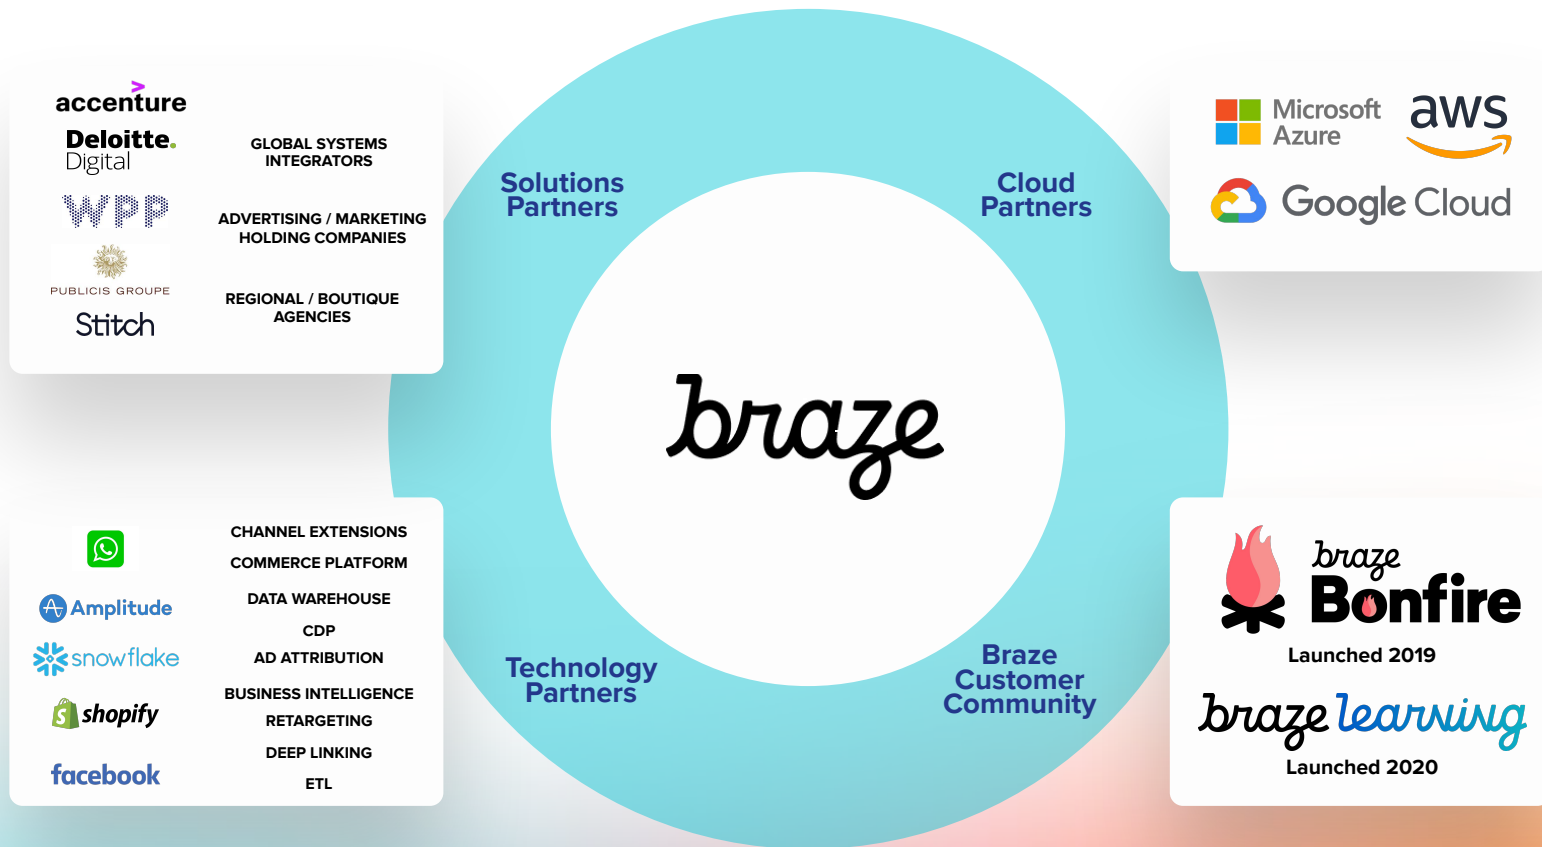 accenture
Deloitte.
Digital
WPP
PUBLICIS GROUPE
Stitch
GLOBAL SYSTEMS
INTEGRATORS
ADVERTISING / MARKETING
HOLDING COMPANIES
REGIONAL / BOUTIQUE
AGENCIES
Solutions
Partners
Cloud
Partners
Microsoft
Azure
aws
Google Cloud
braze
Amplitude
snowflake
shopify
facebook
CHANNEL EXTENSIONS
COMMERCE PLATFORM
DATA WAREHOUSE
CDP
AD ATTRIBUTION
BUSINESS INTELLIGENCE
RETARGETING
DEEP LINKING
ETL
Technology
Partners
Braze
Customer
Community
braze
Bonfire
Launched 2019
braze learning
Launched 2020